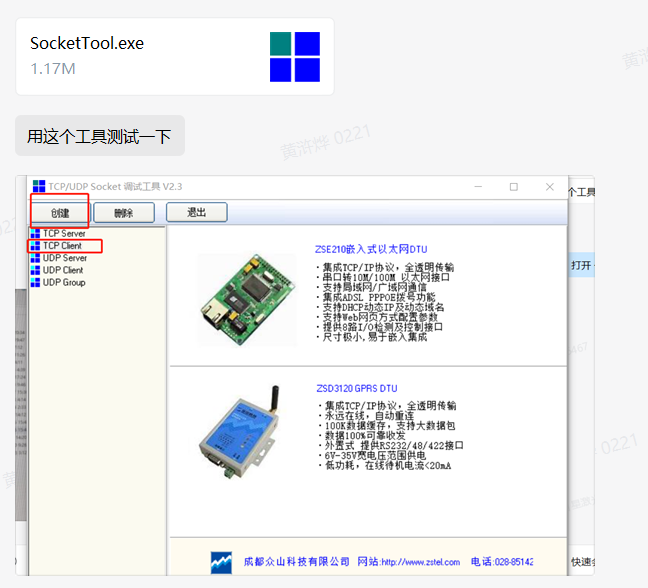 SocketTool.exe
1.17M
用这个工具测试一下
黄浒烨 0221
TCP/UDP Socket 调试工具 V2.3
个工具
创建
删除
退出
TCP Server
TCP Client
UDP Server
UDP Client
UDP Group
打开
ZSE210嵌入式以太网DTU
·集成TCP/IP协议，全透明传输
·串口转10M/100M 以太网接口
·支持局域网/广域网通信
·集成ADSL PPPOE拨号功能
·支持DHCP动态IP及动态域名
·支持Web网页方式配置参数
·提供8路I/O检测及控制接口
·尺寸极小,易于嵌入集成
ZSD3120 GPRS DTU
·集成TCP/IP协议，全透明传输
·永远在线，自动重连
·100K数据缓存，支持大数据包
·数据100%可靠收发
·外置式 提供RS232/48/422接口
·6V-35V宽电压范围供电
·低功耗，在线待机电流<20mA
成都众山科技有限公司 网站:http://www.zstel.com 电话:028-85142
快速会